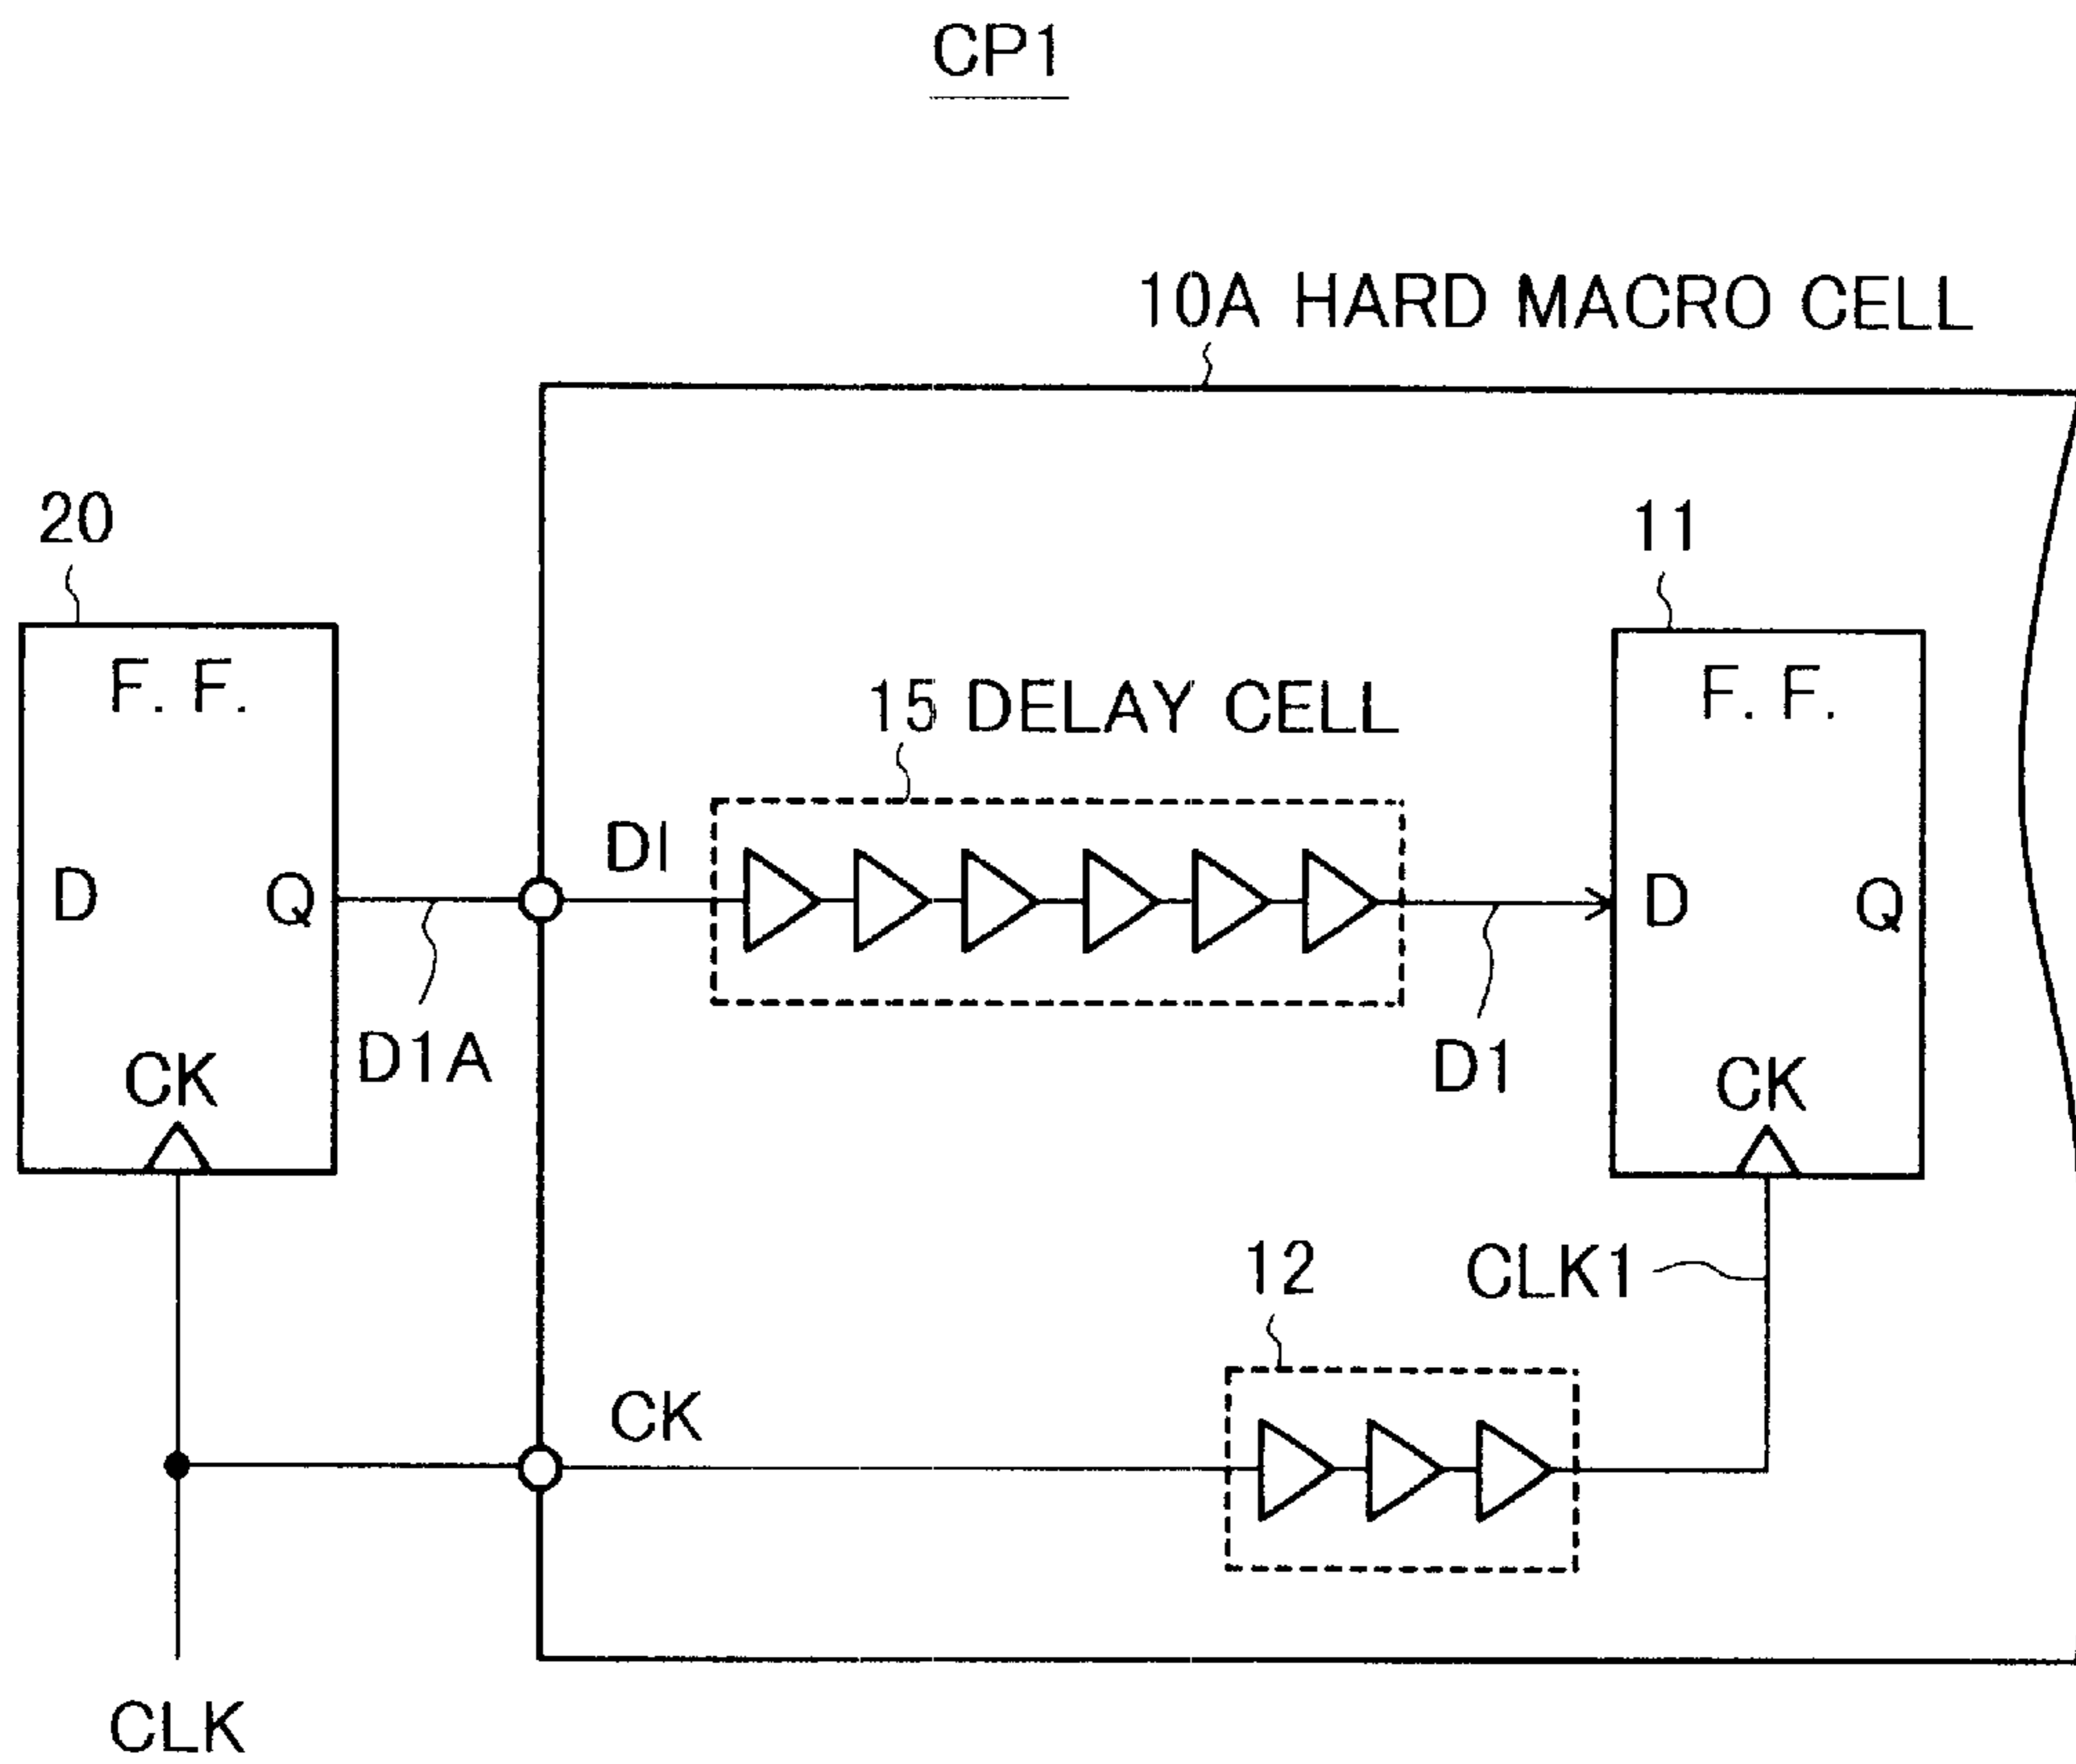 CP1
10A HARD MACRO CELL
20
11
F. F.
F. F.
15 DELAY CELL
DI
D
Q
D
Q
D1A
D1
CK
CK
12
CLK1
CK
CLK